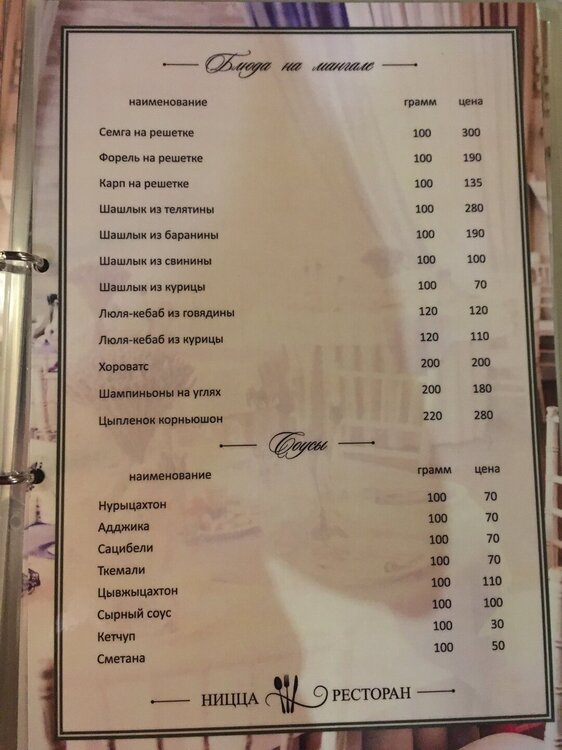 Блюда на мангале
наименование грамм цена
Семга на решетке 100 300
Форель на решетке 100 190
Карп на решетке 100 135
Шашлык из телятины 100 280
Шашлык из баранины 100 190
Шашлык из свинины 100 100
Шашлык из курицы 100 70
Люля-кебаб из говядины 120 120
Люля-кебаб из курицы 120 110
Хороватс 200 200
Шампиньоны на углях 200 180
Цыпленок корньюшон 220 280
Соусы
наименование грамм цена
Нурыцахтон 100 70
Адджика 100 70
Сацибели 100 70
Ткемали 100 70
Цывжыцахтон 100 110
Сырный соус 100 100
Кетчуп 100 30
Сметана 100 50
НИЦЦА РЕСТОРАН